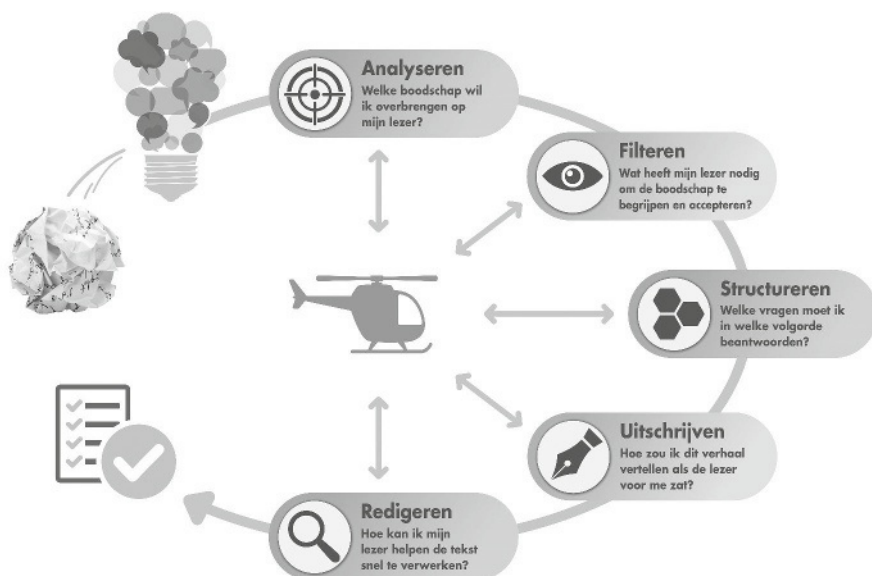 Analyseren
Welke boodschap wil
ik overbrengen op
mijn lezer?
Filteren
Wat heeft mijn lezer nodig
om de boodschap te
begrijpen en accepteren?
Structureren
Welke vragen moet ik
in welke volgorde
beantwoorden?
Uitschrijven
Hoe zou ik dit verhaal
vertellen als de lezer
voor me zat?
Redigeren
Hoe kan ik mijn
lezer helpen de tekst
snel te verwerken?